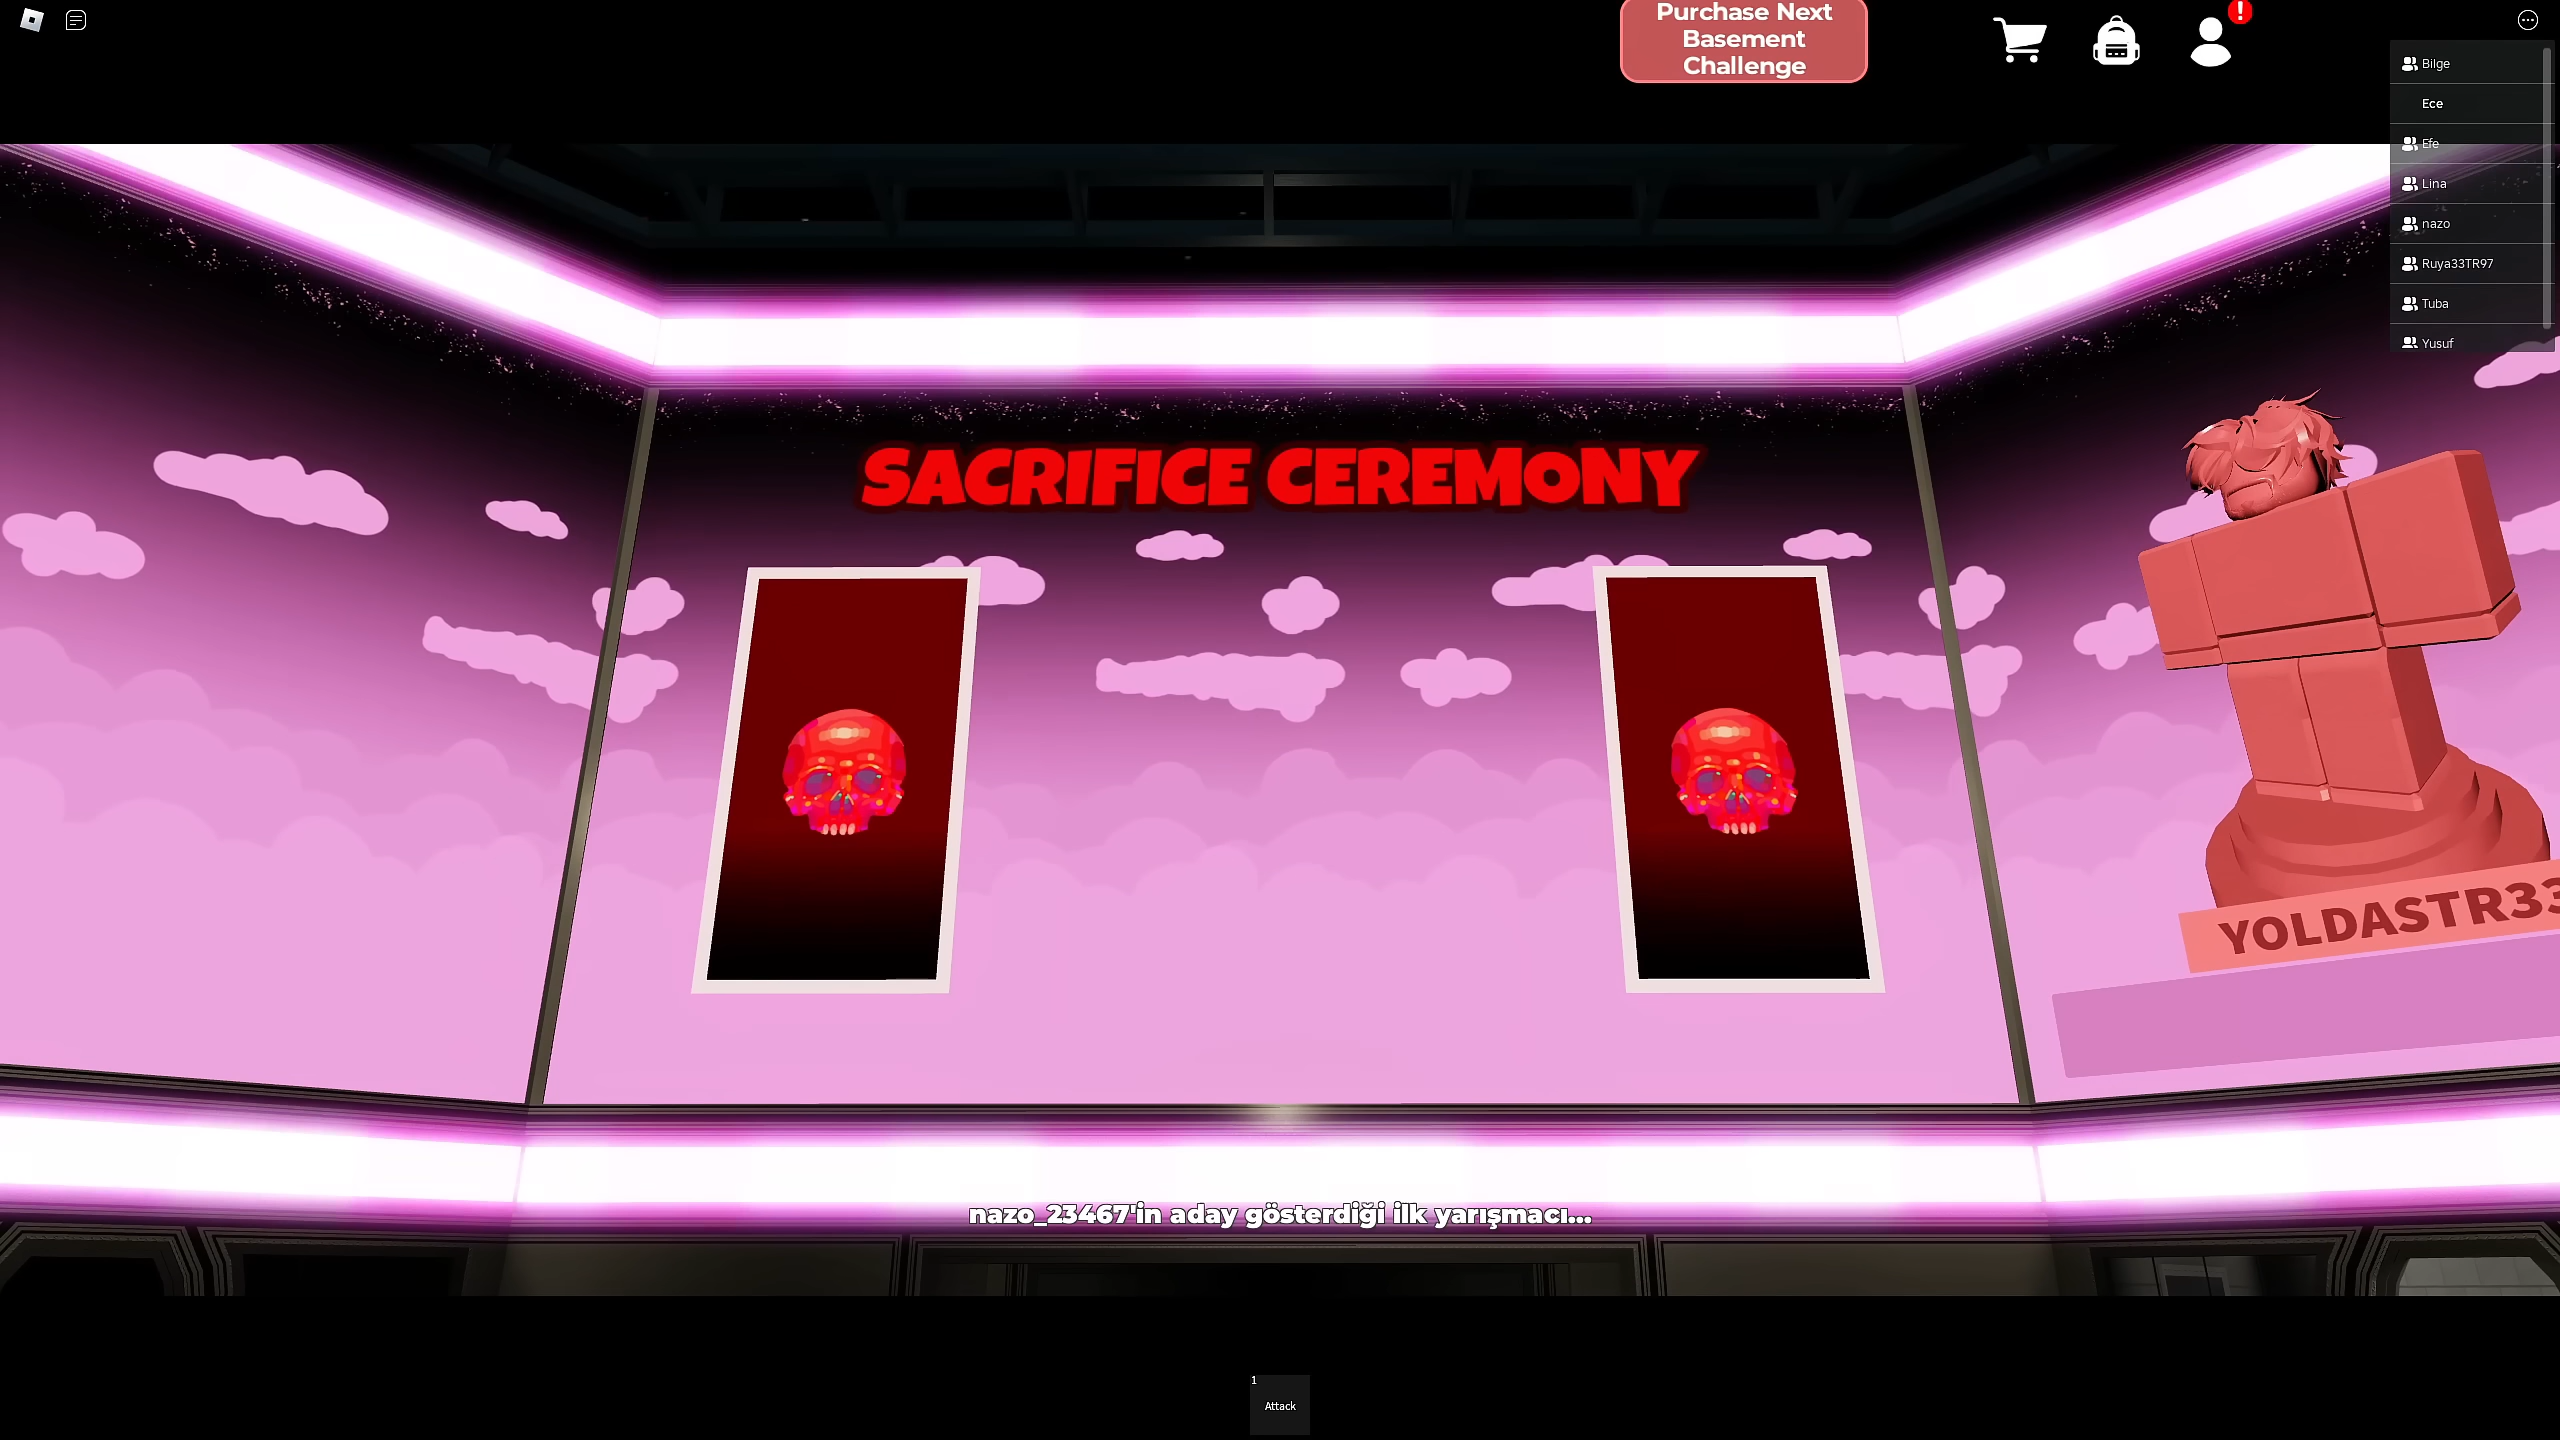 Purchase Next
Basement
Challenge
!
Bilge
Ece
Efe
Lina
nazo
Ruya33TR97
Tuba
Yusuf
SACRIFICE CEREMONY
YOLDASTR33
nazo_23467'in aday gösterdiği ilk yarışmacı...
1
Attack